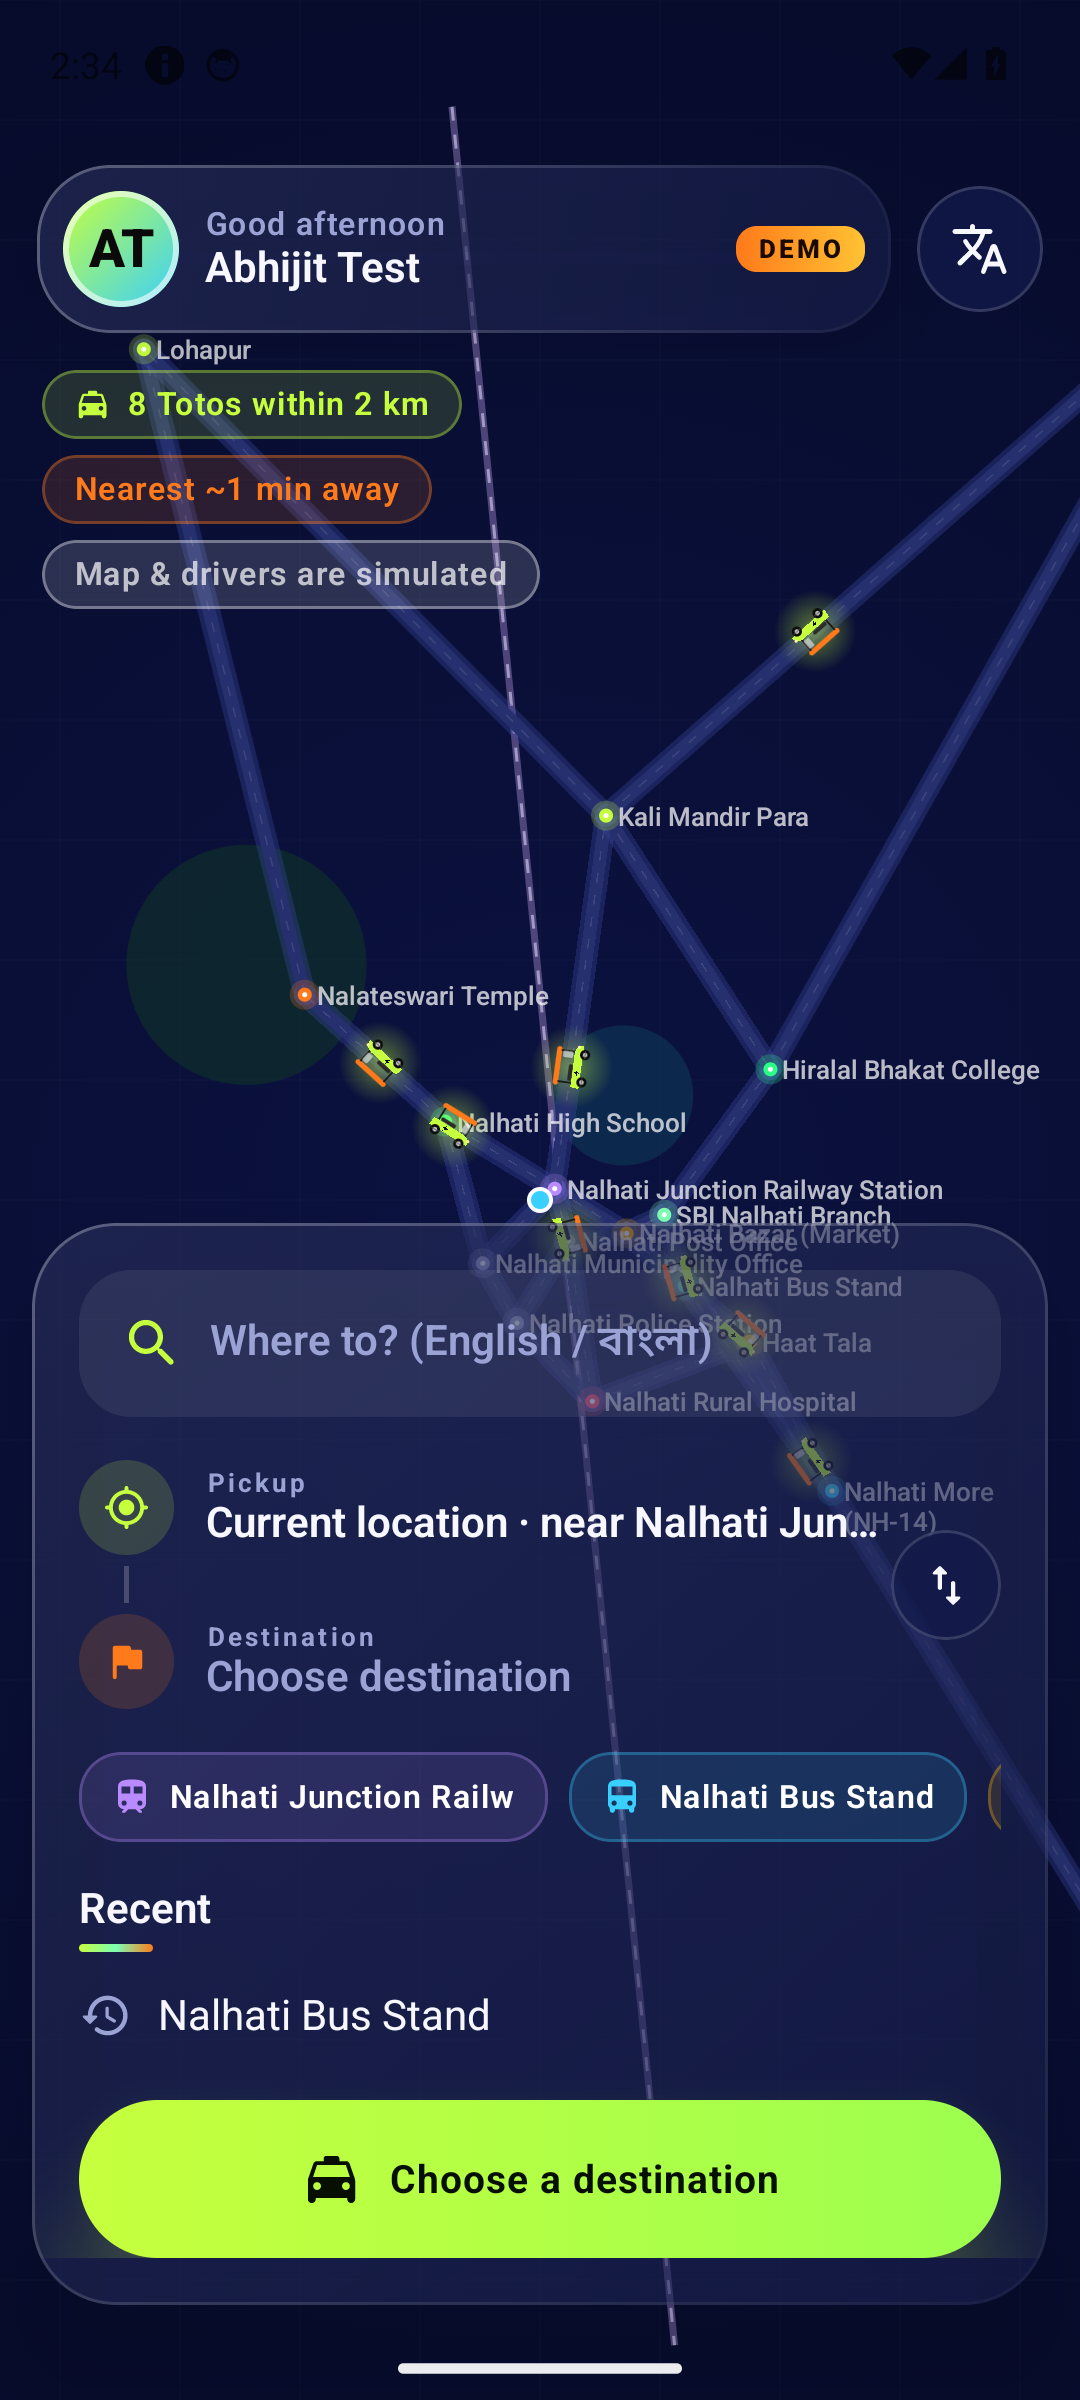 2:34
Good afternoon
AT
Abhijit Test
DEMO
Lohapur
8 Totos within 2 km
Nearest ~1 min away
Map & drivers are simulated
Kali Mandir Para
Nalateswari Temple
Hiralal Bhakat College
Nalhati High School
Nalhati Junction Railway Station
SBI Nalhati Branch
Nalhati Bazar (Market)
Nalhati Post Office
Nalhati Municipality Office
Nalhati Bus Stand
Nalhati Police Station
Where to? (English / বাংলা)
Haat Tala
Nalhati Rural Hospital
Pickup
Nalhati More
Current location · near Nalhati Jun...
(NH-14)
Destination
Choose destination
Nalhati Junction Railw
Nalhati Bus Stand
Recent
Nalhati Bus Stand
Choose a destination